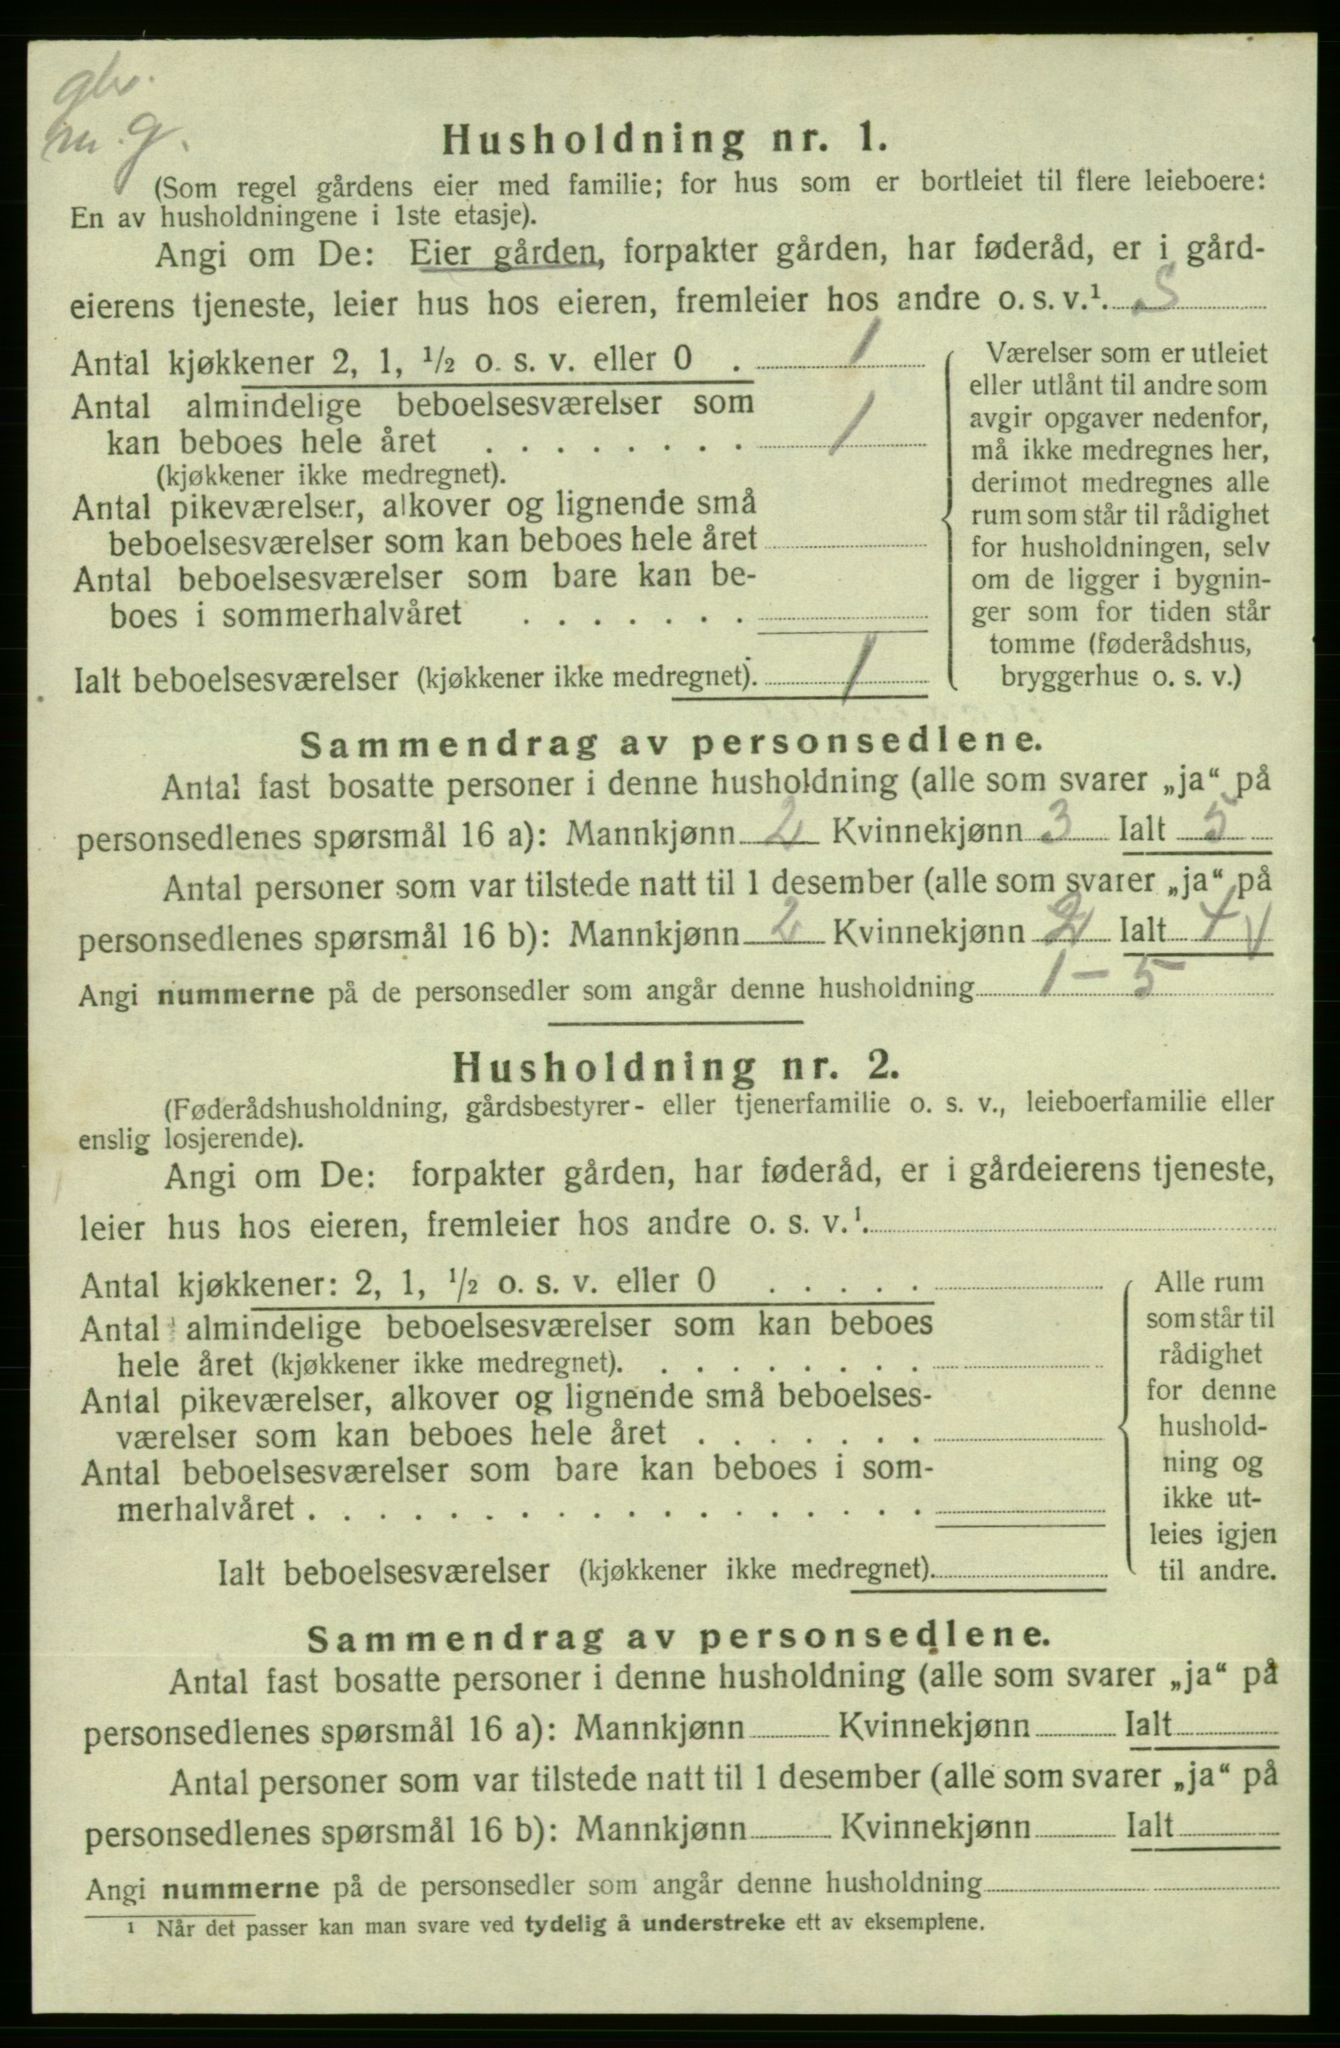 gbr.
m. g.
Husholdning nr. 1.
(Som regel gårdens eier med familie; for hus som er bortleiet til flere leieboere:
En av husholdningene i 1ste etasje).
Angi om De: Eier gården, forpakter gården, har føderåd, er i gård-
eierens tjeneste, leier hus hos eieren, fremleier hos andre o. s. v.¹. S
Antal kjøkkener 2, 1, ½ o. s. v. eller 0 . 1
Antal almindelige beboelsesværelser som
kan beboes hele året . . . . . . . . 1
(kjøkkener ikke medregnet).
Antal pikeværelser, alkover og lignende små
beboelsesværelser som kan beboes hele året
Antal beboelsesværelser som bare kan be-
boes i sommerhalvåret . . . . . . .
Ialt beboelsesværelser (kjøkkener ikke medregnet). 1
Værelser som er utleiet
eller utlånt til andre som
avgir opgaver nedenfor,
må ikke medregnes her,
derimot medregnes alle
rum som står til rådighet
for husholdningen, selv
om de ligger i bygnin-
ger som for tiden står
tomme (føderådshus,
bryggerhus o. s. v.)
Sammendrag av personsedlene.
Antal fast bosatte personer i denne husholdning (alle som svarer „ja“ på
personsedlenes spørsmål 16 a): Mannkjønn 2 Kvinnekjønn 3 Ialt 5
Antal personer som var tilstede natt til 1 desember (alle som svarer „ja“ på
personsedlenes spørsmål 16 b): Mannkjønn 2 Kvinnekjønn 2 Ialt 4
Angi nummerne på de personsedler som angår denne husholdning 1 - 5
Husholdning nr. 2.
(Føderådshusholdning, gårdsbestyrer- eller tjenerfamilie o. s. v., leieboerfamilie eller
enslig losjerende).
Angi om De: forpakter gården, har føderåd, er i gårdeierens tjeneste,
leier hus hos eieren, fremleier hos andre o. s. v.¹.
Antal kjøkkener: 2, 1, ½ o. s. v. eller 0 . . . . .
Antal almindelige beboelsesværelser som kan beboes
hele året (kjøkkener ikke medregnet). . . . . . . . .
Antal pikeværelser, alkover og lignende små beboelses-
værelser som kan beboes hele året . . . . . . .
Antal beboelsesværelser som bare kan beboes i som-
merhalvåret . . . . . . . . . . . . . . . . . .
Ialt beboelsesværelser (kjøkkener ikke medregnet).
Alle rum
som står til
rådighet
for denne
hushold-
ning og
ikke ut-
leies igjen
til andre.
Sammendrag av personsedlene.
Antal fast bosatte personer i denne husholdning (alle som svarer „ja“ på
personsedlenes spørsmål 16 a): Mannkjønn Kvinnekjønn Ialt
Antal personer som var tilstede natt til 1 desember (alle som svarer „ja“ på
personsedlenes spørsmål 16 b): Mannkjønn Kvinnekjønn Ialt
Angi nummerne på de personsedler som angår denne husholdning
¹ Når det passer kan man svare ved tydelig å understreke ett av eksemplene.